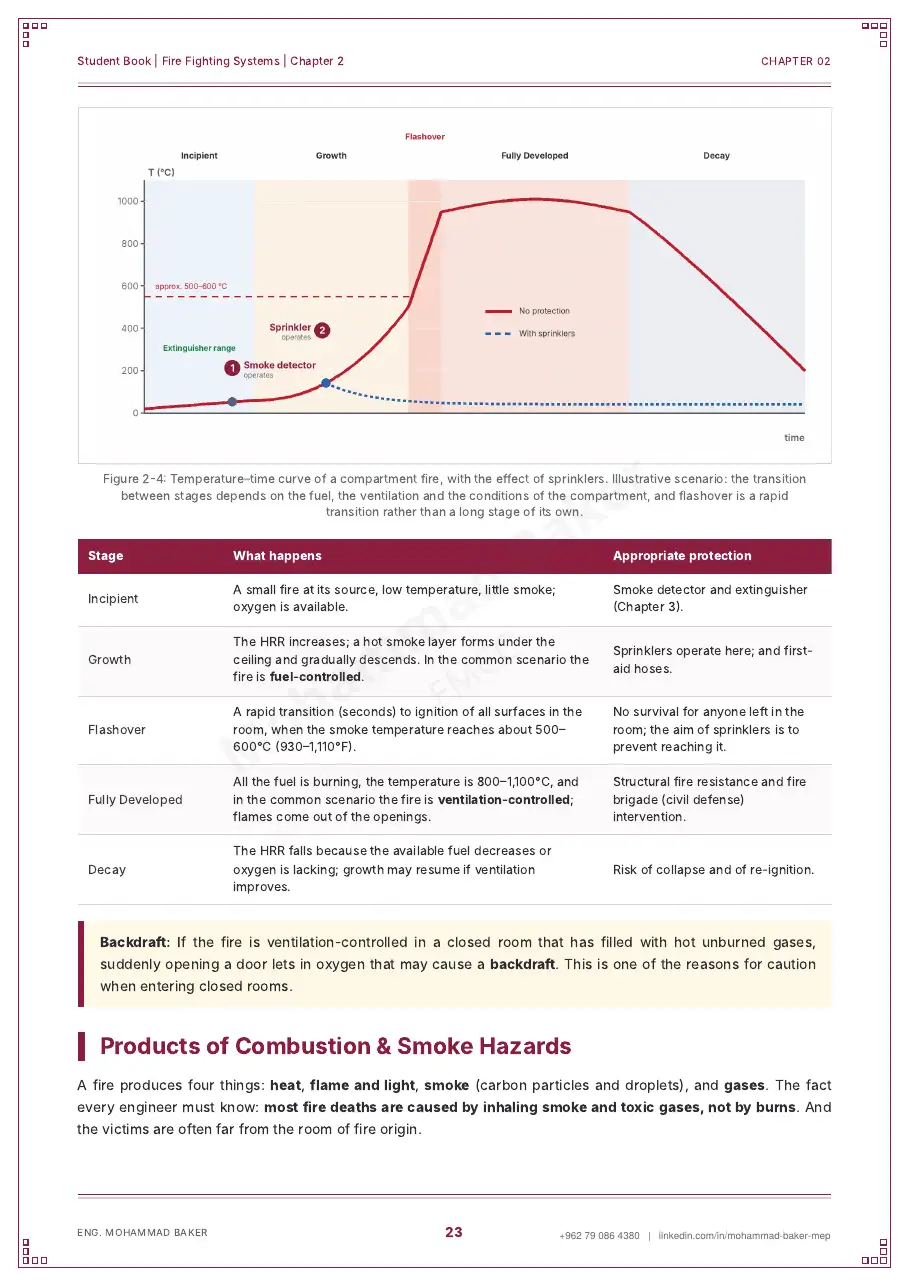 Student Book | Fire Fighting Systems | Chapter 2
CHAPTER 02
Flashover
Incipient
Growth
Fully Developed
Decay
T (°C)
1000
800
600
400
200
0
approx. 500–600 °C
Sprinkler
operates
2
Extinguisher range
1
Smoke detector
operates
No protection
With sprinklers
time
Figure 2-4: Temperature–time curve of a compartment fire, with the effect of sprinklers. Illustrative scenario: the transition
between stages depends on the fuel, the ventilation and the conditions of the compartment, and flashover is a rapid
transition rather than a long stage of its own.
Stage
What happens
Appropriate protection
Incipient
A small fire at its source, low temperature, little smoke;
oxygen is available.
Smoke detector and extinguisher
(Chapter 3).
Growth
The HRR increases; a hot smoke layer forms under the
ceiling and gradually descends. In the common scenario the
fire is fuel-controlled.
Sprinklers operate here; and first-
aid hoses.
Flashover
A rapid transition (seconds) to ignition of all surfaces in the
room, when the smoke temperature reaches about 500–
600°C (930–1,110°F).
No survival for anyone left in the
room; the aim of sprinklers is to
prevent reaching it.
Fully Developed
All the fuel is burning, the temperature is 800–1,100°C, and
in the common scenario the fire is ventilation-controlled;
flames come out of the openings.
Structural fire resistance and fire
brigade (civil defense)
intervention.
Decay
The HRR falls because the available fuel decreases or
oxygen is lacking; growth may resume if ventilation
improves.
Risk of collapse and of re-ignition.
Backdraft: If the fire is ventilation-controlled in a closed room that has filled with hot unburned gases,
suddenly opening a door lets in oxygen that may cause a backdraft. This is one of the reasons for caution
when entering closed rooms.
Products of Combustion & Smoke Hazards
A fire produces four things: heat, flame and light, smoke (carbon particles and droplets), and gases. The fact
every engineer must know: most fire deaths are caused by inhaling smoke and toxic gases, not by burns. And
the victims are often far from the room of fire origin.
ENG. MOHAMMAD BAKER
23
+962 79 086 4380 | linkedin.com/in/mohammad-baker-mep
Mohammad Baker